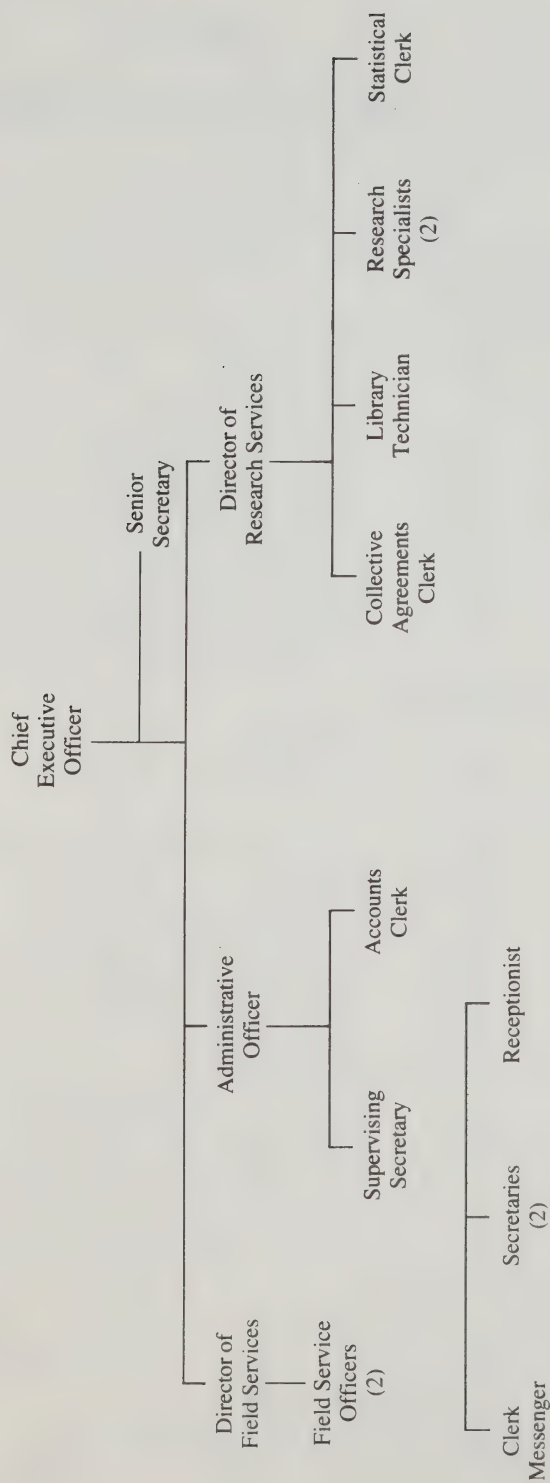 Chief
Executive
Officer
Senior
Secretary
Director of
Field Services
Administrative
Officer
Director of
Research Services
Field Service
Officers
(2)
Supervising
Secretary
Accounts
Clerk
Collective
Agreements
Clerk
Library
Technician
Research
Specialists
(2)
Statistical
Clerk
Clerk
Messenger
Secretaries
(2)
Receptionist